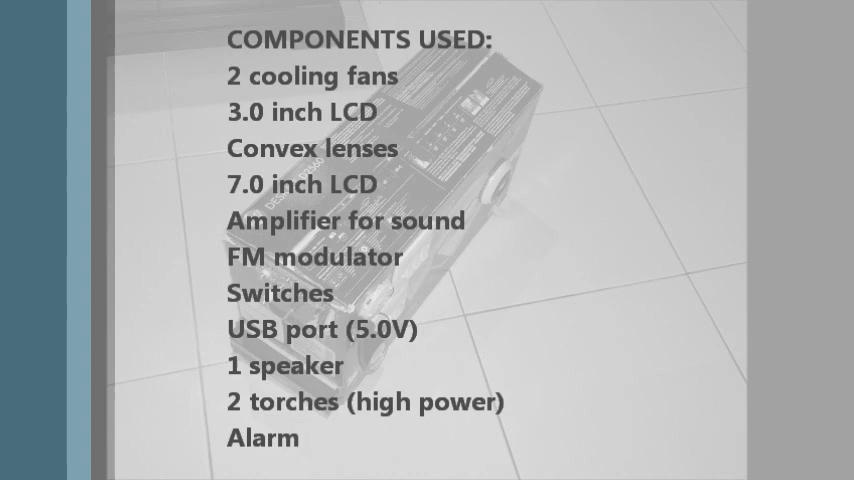 COMPONENTS USED:
2 cooling fans
3.0 inch LCD
Convex lenses
7.0 inch LCD
Amplifier for sound
FM modulator
Switches
USB port (5.0V)
1 speaker
2 torches (high power)
Alarm